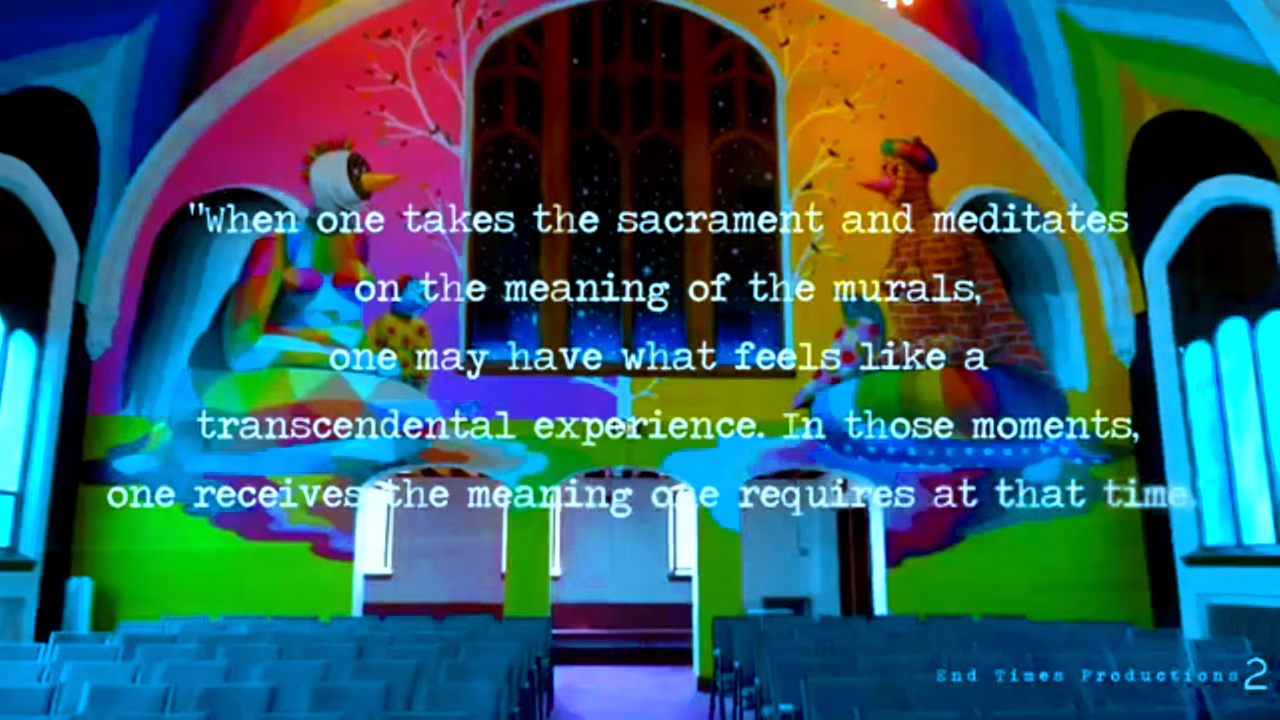 "When one takes the sacrament and meditates
on the meaning of the murals,
one may have what feels like a
transcendental experience. In those moments,
one receives the meaning one requires at that time.
End Times Productions 2